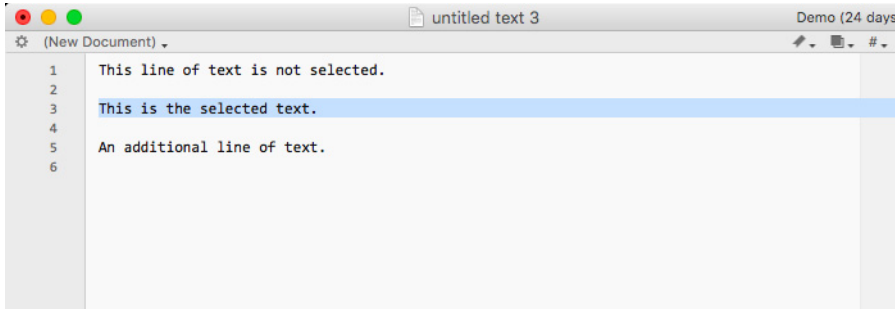 untitled text 3
Demo (24 days
(New Document)
#
1 This line of text is not selected.
2
3 This is the selected text.
4
5 An additional line of text.
6